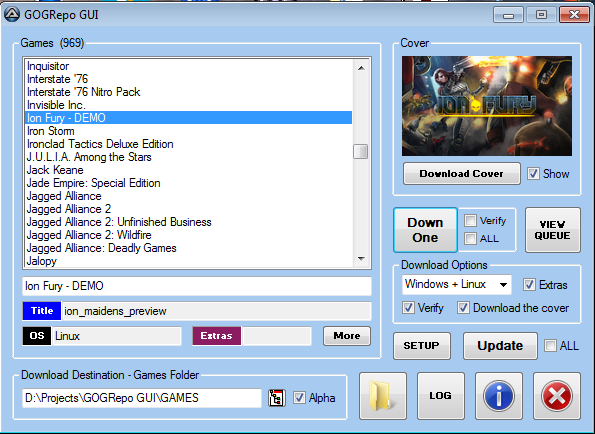 GOGRepo GUI
Games (969)
Inquisitor
Interstate '76
Interstate '76 Nitro Pack
Invisible Inc.
Ion Fury - DEMO
Iron Storm
Ironclad Tactics Deluxe Edition
J.U.L.I.A. Among the Stars
Jack Keane
Jade Empire: Special Edition
Jagged Alliance
Jagged Alliance 2
Jagged Alliance 2: Unfinished Business
Jagged Alliance 2: Wildfire
Jagged Alliance: Deadly Games
Jalopy
Ion Fury - DEMO
Title ion_maidens_preview
OS Linux Extras More
Download Destination - Games Folder
D:\Projects\GOGRepo GUI\GAMES Alpha
Cover
ION FURY
Download Cover Show
Down One
Verify
ALL
VIEW QUEUE
Download Options
Windows + Linux Extras
Verify Download the cover
SETUP Update ALL
LOG